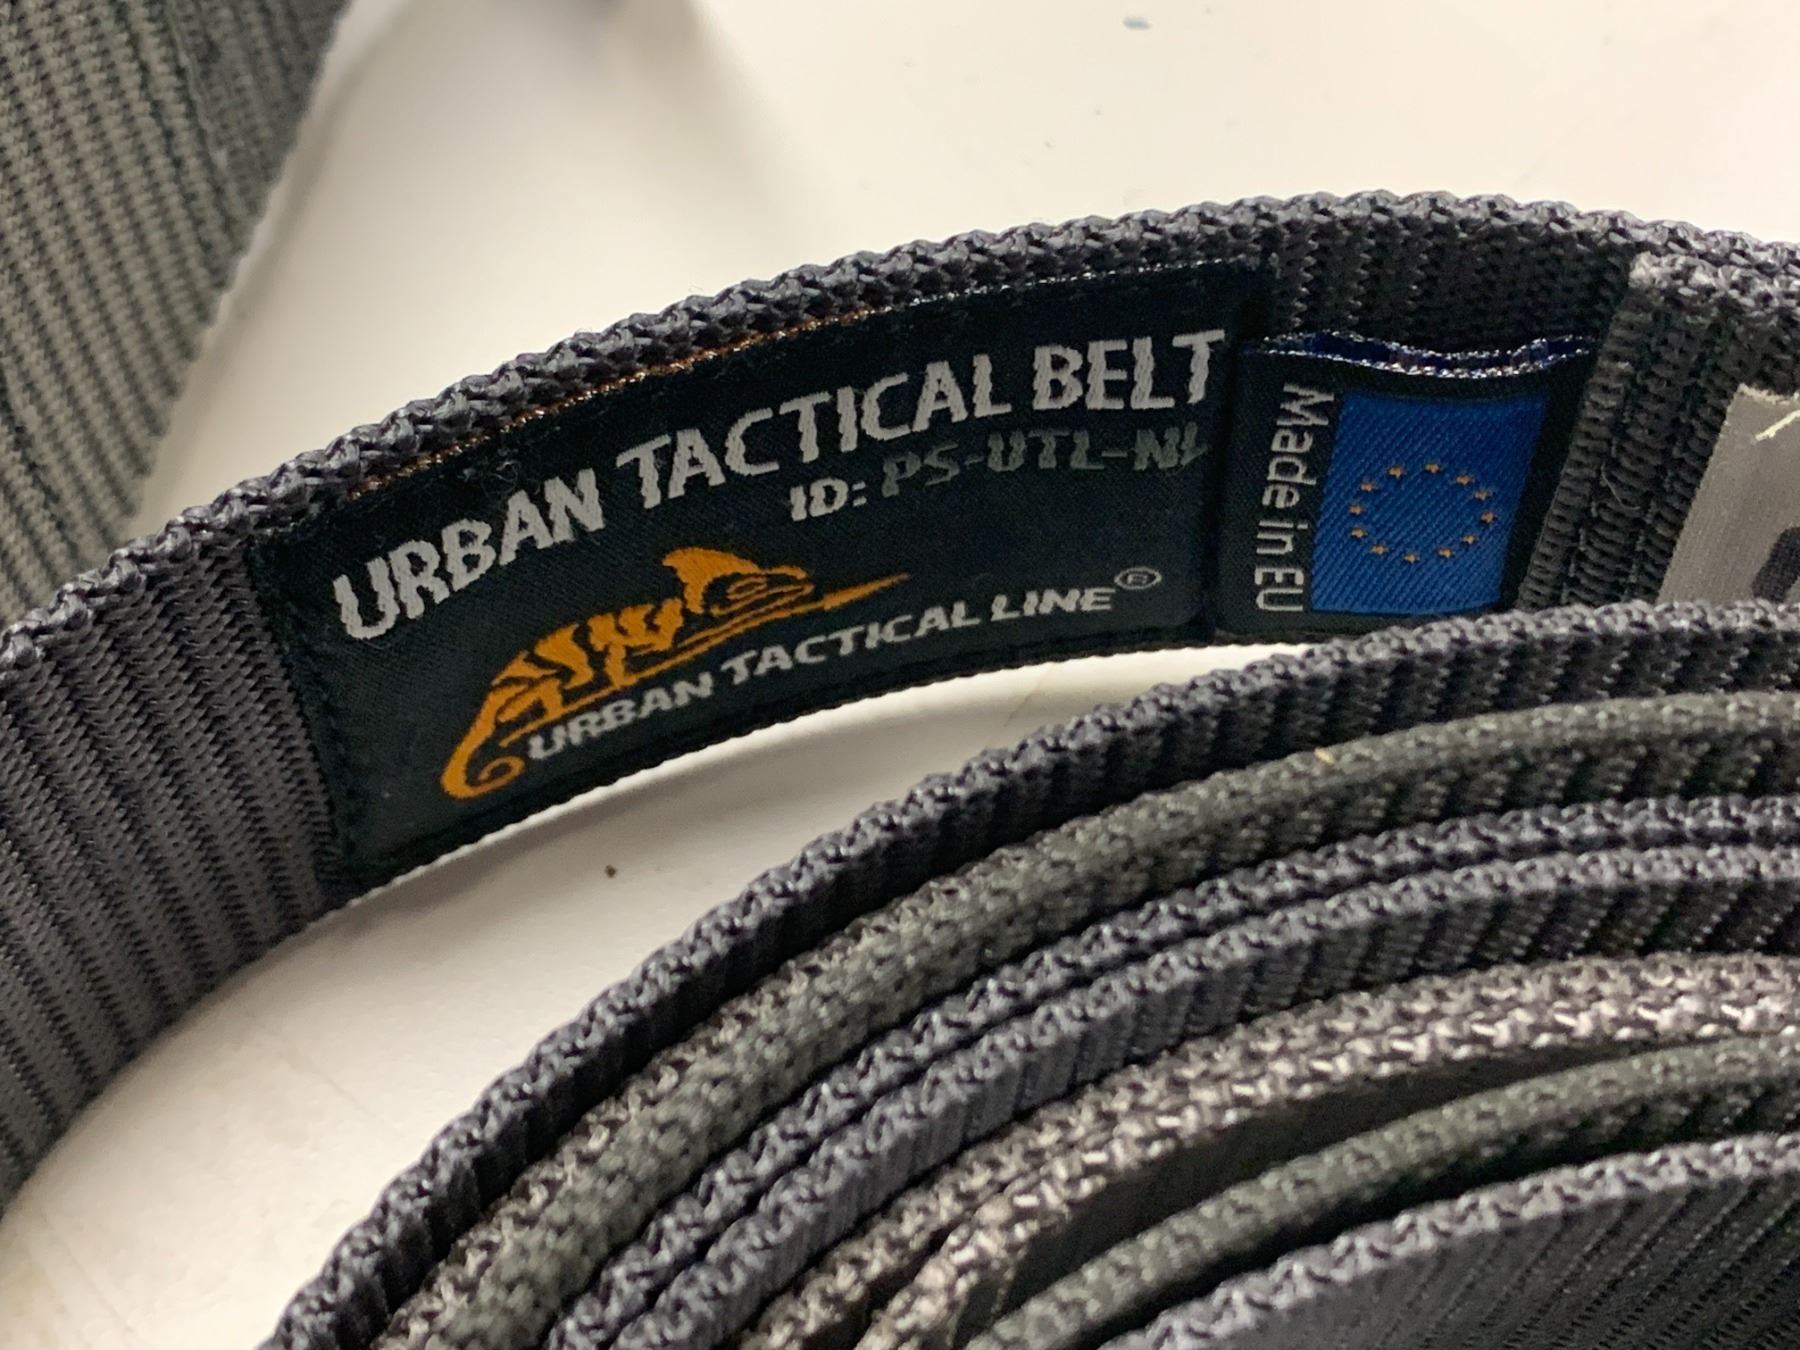 URBAN TACTICAL BELT
ID: PS-UTL-NL
URBAN TACTICAL LINE®
Made in EU